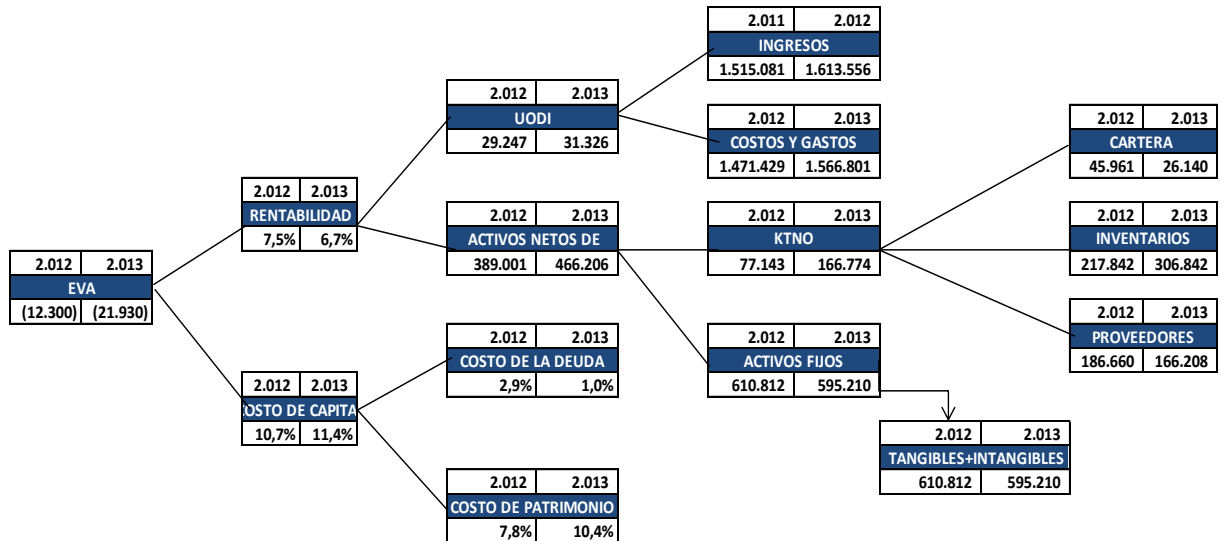 2.011 2.012
INGRESOS
1.515.081 1.613.556
2.012 2.013
UODI
29.247 31.326
2.012 2.013
COSTOS Y GASTOS
1.471.429 1.566.801
2.012 2.013
CARTERA
45.961 26.140
2.012 2.013
RENTABILIDAD
7,5% 6,7%
2.012 2.013
ACTIVOS NETOS DE
389.001 466.206
2.012 2.013
KTNO
77.143 166.774
2.012 2.013
INVENTARIOS
217.842 306.842
2.012 2.013
EVA
(12.300) (21.930)
2.012 2.013
PROVEEDORES
186.660 166.208
2.012 2.013
COSTO DE LA DEUDA
2,9% 1,0%
2.012 2.013
ACTIVOS FIJOS
610.812 595.210
2.012 2.013
OSTO DE CAPITA
10,7% 11,4%
2.012 2.013
TANGIBLES+INTANGIBLES
610.812 595.210
2.012 2.013
COSTO DE PATRIMONIO
7,8% 10,4%